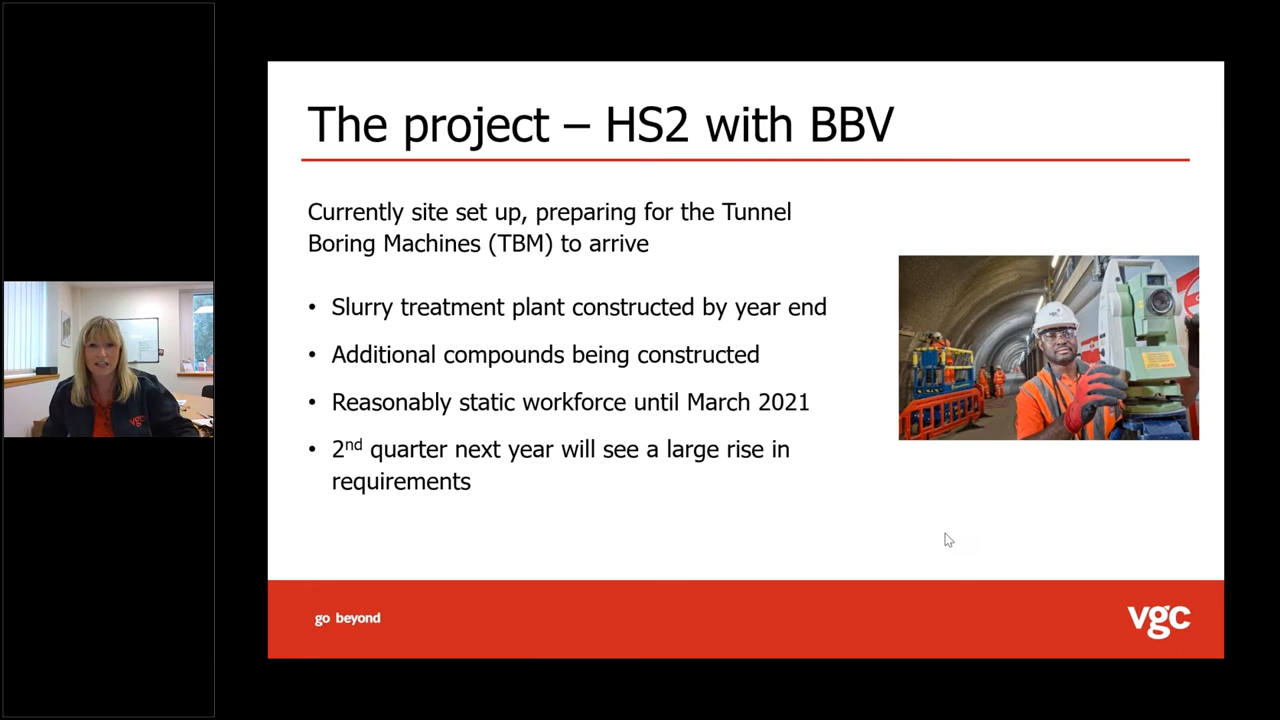 The project – HS2 with BBV
Currently site set up, preparing for the Tunnel
Boring Machines (TBM) to arrive
• Slurry treatment plant constructed by year end
• Additional compounds being constructed
• Reasonably static workforce until March 2021
• 2nd quarter next year will see a large rise in
requirements
go beyond
vgc
vgc